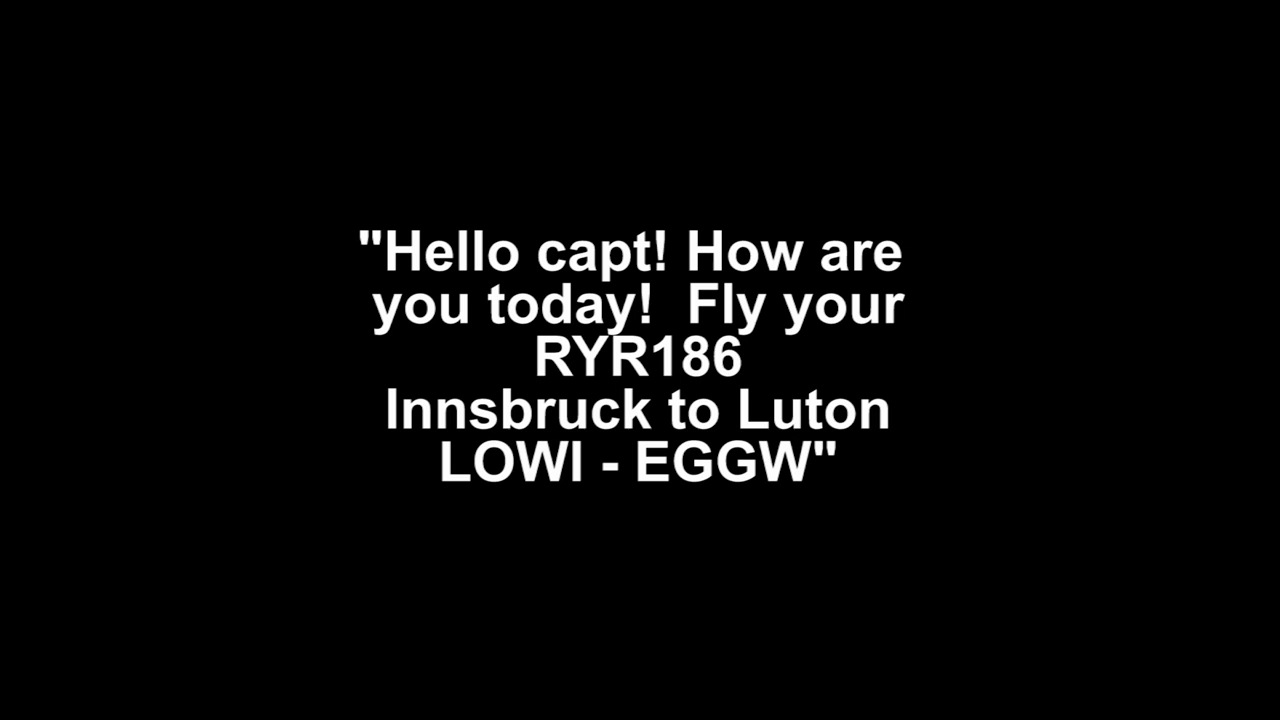 "Hello capt! How are
you today!  Fly your
RYR186
Innsbruck to Luton
LOWI - EGGW"